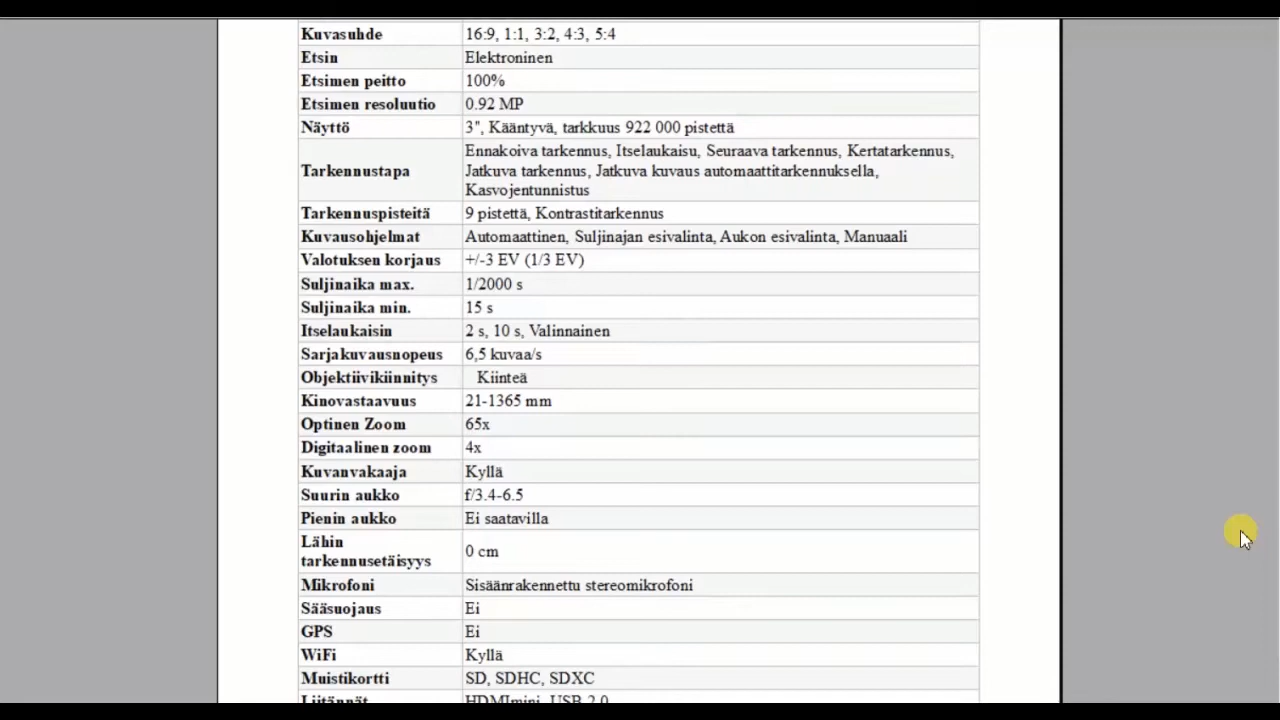 Kuvasuhde 16:9, 1:1, 3:2, 4:3, 5:4
Etsin Elektroninen
Etsimen peitto 100%
Etsimen resoluutio 0.92 MP
Näyttö 3", Kääntyvä, tarkkuus 922 000 pistettä
Tarkennustapa Ennakoiva tarkennus, Itselaukaisu, Seuraava tarkennus, Kertatarkennus,
Jatkuva tarkennus, Jatkuva kuvaus automaattitarkennuksella,
Kasvojentunnistus
Tarkennuspisteitä 9 pistettä, Kontrastitarkennus
Kuvausohjelmat Automaattinen, Suljinajan esivalinta, Aukon esivalinta, Manuaali
Valotuksen korjaus +/-3 EV (1/3 EV)
Suljinaika max. 1/2000 s
Suljinaika min. 15 s
Itselaukaisin 2 s, 10 s, Valinnainen
Sarjakuvausnopeus 6,5 kuvaa/s
Objektiivikiinnitys Kiinteä
Kinovastaavuus 21-1365 mm
Optinen Zoom 65x
Digitaalinen zoom 4x
Kuvanvakaaja Kyllä
Suurin aukko f/3.4-6.5
Pienin aukko Ei saatavilla
Lähin
tarkennusetäisyys 0 cm
Mikrofoni Sisäänrakennettu stereomikrofoni
Sääsuojaus Ei
GPS Ei
WiFi Kyllä
Muistikortti SD, SDHC, SDXC
Liitännät HDMImini, USB 2.0